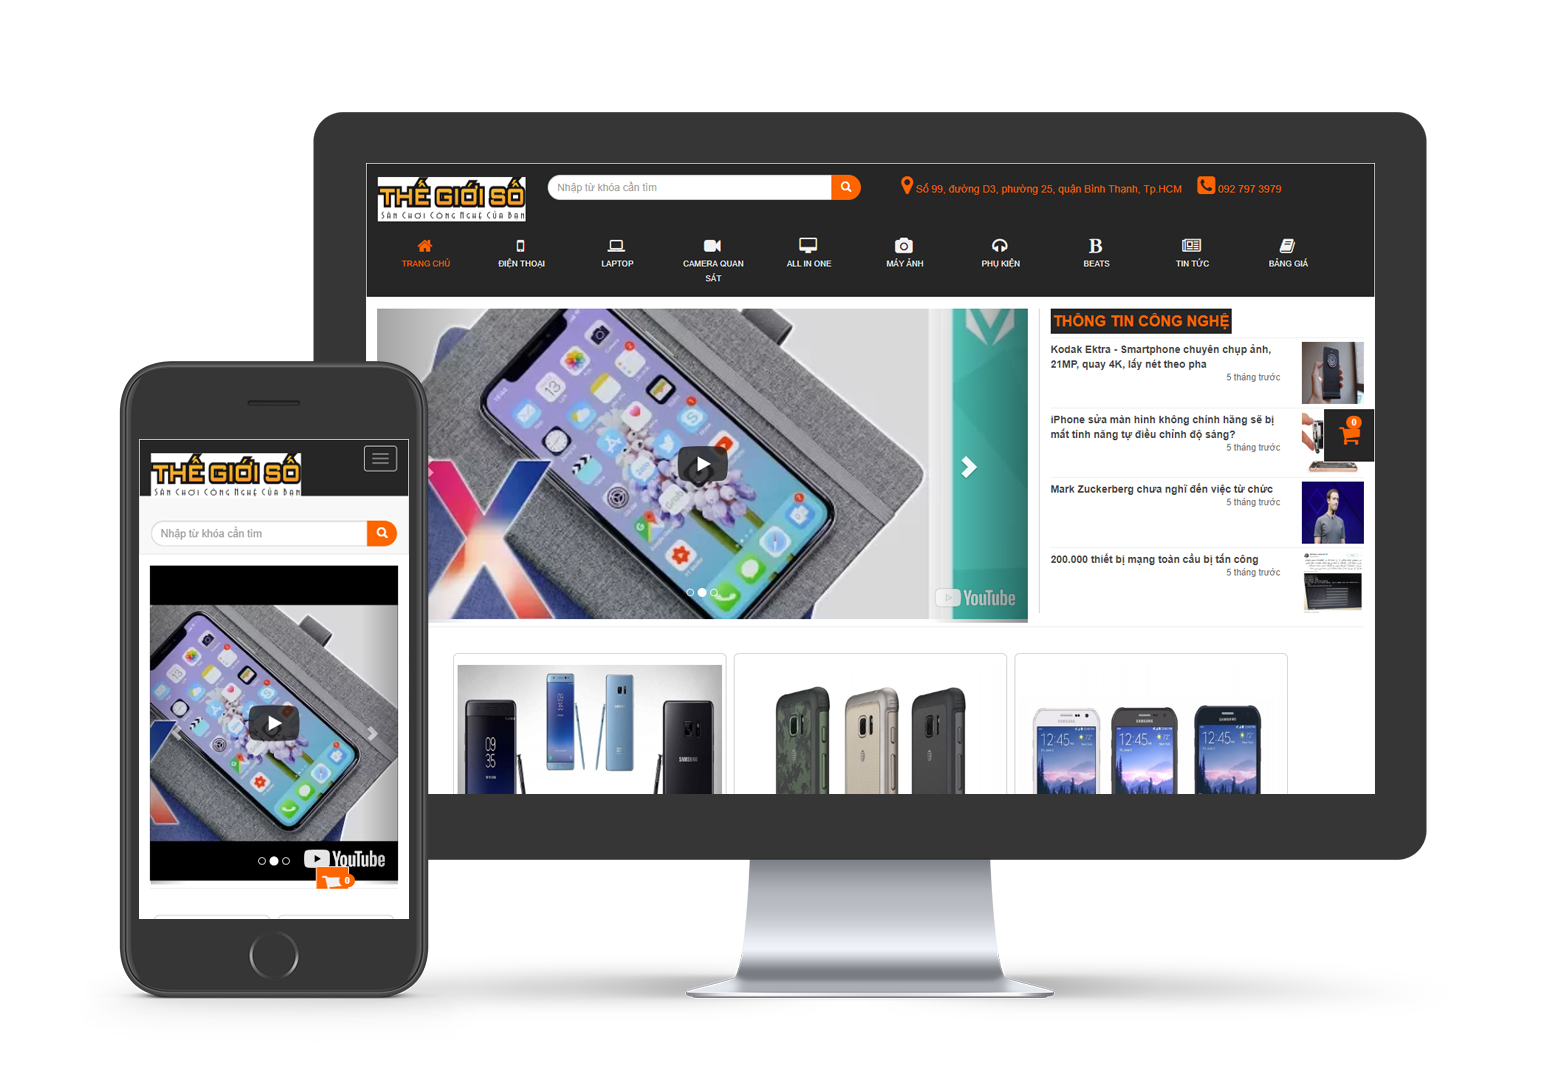 THẾ GIỚI SỐ
SÂN CHƠI CÔNG NGHỆ CỦA BẠN
Nhập từ khóa cần tìm
Số 99, đường D3, phường 25, quận Bình Thạnh, Tp.HCM
092 797 3979
TRANG CHỦ
ĐIỆN THOẠI
LAPTOP
CAMERA QUAN
SÁT
ALL IN ONE
MÁY ẢNH
PHỤ KIỆN
B
BEATS
TIN TỨC
BẢNG GIÁ
YouTube
THÔNG TIN CÔNG NGHỆ
Kodak Ektra - Smartphone chuyên chụp ảnh,
21MP, quay 4K, lấy nét theo pha
5 tháng trước
iPhone sửa màn hình không chính hãng sẽ bị
mất tính năng tự điều chỉnh độ sáng?
5 tháng trước
0
Mark Zuckerberg chưa nghĩ đến việc từ chức
5 tháng trước
200.000 thiết bị mạng toàn cầu bị tấn công
5 tháng trước
09
35
SAMSUNG
SAMSUNG
12:45
72°
SAMSUNG
12:45
72°
SAMSUNG
12:45
72°
THẾ GIỚI SỐ
SÂN CHƠI CÔNG NGHỆ CỦA BẠN
Nhập từ khóa cần tìm
YouTube
0